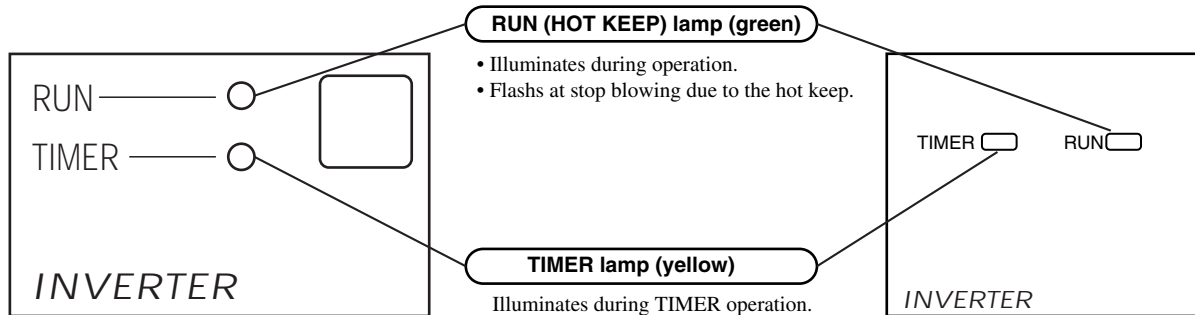 RUN (HOT KEEP) lamp (green)
• Illuminates during operation.
• Flashs at stop blowing due to the hot keep.
RUN
TIMER
INVERTER
TIMER
RUN
INVERTER
TIMER lamp (yellow)
Illuminates during TIMER operation.